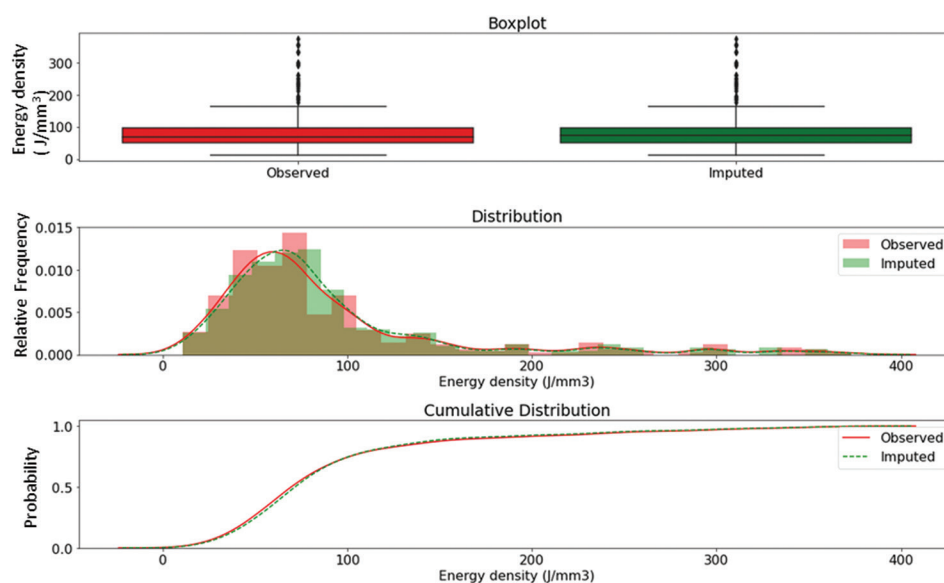 Boxplot
Energy density
( J/mm³)
300
200
100
0
Observed
Imputed
Distribution
Relative Frequency
0.015
0.010
0.005
0.000
Observed
Imputed
0
100
200
300
400
Energy density (J/mm3)
Cumulative Distribution
Probability
1.0
0.5
0.0
Observed
Imputed
0
100
200
300
400
Energy density (J/mm3)